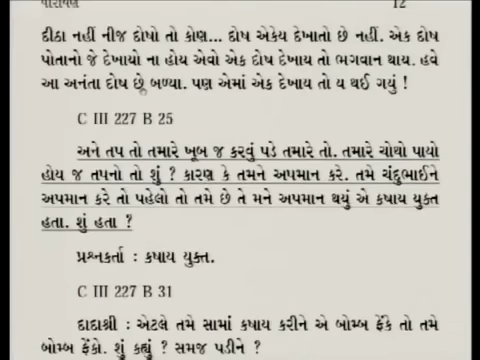 પારાયણ 12
દીઠા નહીં નીજ દોષો તો કોણ... દોષ એકેય દેખાતો છે નહીં. એક દોષ
પોતાનો જે દેખાયો ના હોય એવો એક દોષ દેખાય તો ભગવાન થાય. હવે
આ અનંતા દોષ છૂ બળ્યા. પણ એમાં એક દેખાય તો ય થઈ ગયું !
C III 227 B 25
અને તપ તો તમારે ખૂબ જ કરવું પડે તમારે તો. તમારે ચોથો પાયો
હોય જ તપનો તો શું ? કારણ કે તમને અપમાન કરે. તમે ચંદુભાઈને
અપમાન કરે તો પહેલો તો તમે છે તે મને અપમાન થયું એ કષાય યુક્ત
હતા. શું હતા ?
પ્રશ્નકર્તા : કષાય યુક્ત.
C III 227 B 31
દાદાશ્રી : એટલે તમે સામાં કષાય કરીને એ બોમ્બ ફેંકે તો તમે
બોમ્બ ફેંકો. શું કહ્યું ? સમજ પડીને ?